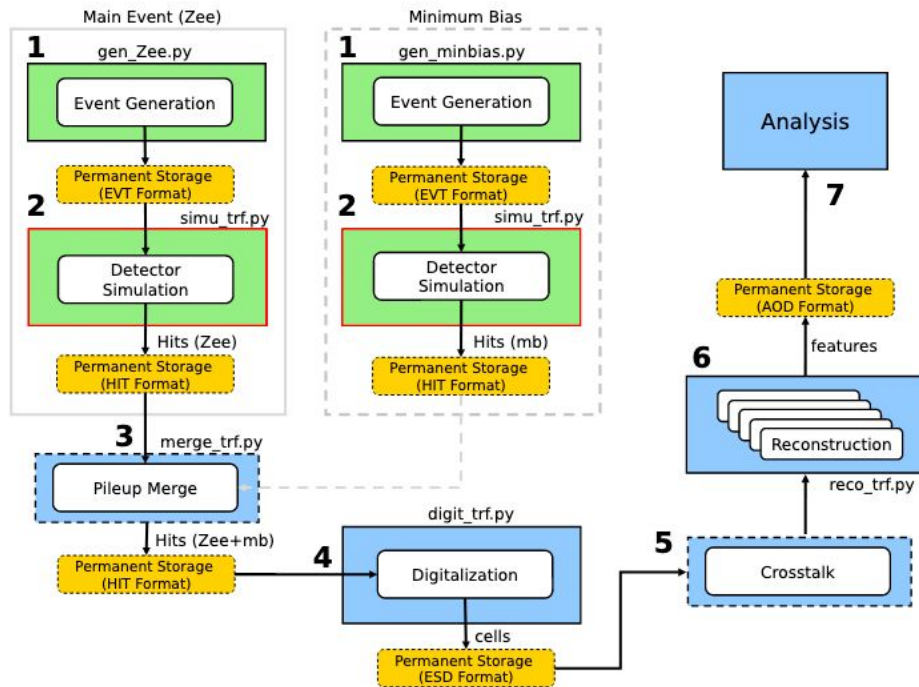 Main Event (Zee)
Minimum Bias
1
gen_Zee.py
Event Generation
Permanent Storage
(EVT Format)
2
simu_trf.py
Detector
Simulation
Hits (Zee)
Permanent Storage
(HIT Format)
1
gen_minbias.py
Event Generation
Permanent Storage
(EVT Format)
2
simu_trf.py
Detector
Simulation
Hits (mb)
Permanent Storage
(HIT Format)
3
merge_trf.py
Pileup Merge
Hits (Zee+mb)
Permanent Storage
(HIT Format)
4
digit_trf.py
Digitalization
cells
Permanent Storage
(ESD Format)
5
Crosstalk
6
reco_trf.py
Reconstruction
features
Permanent Storage
(AOD Format)
7
Analysis